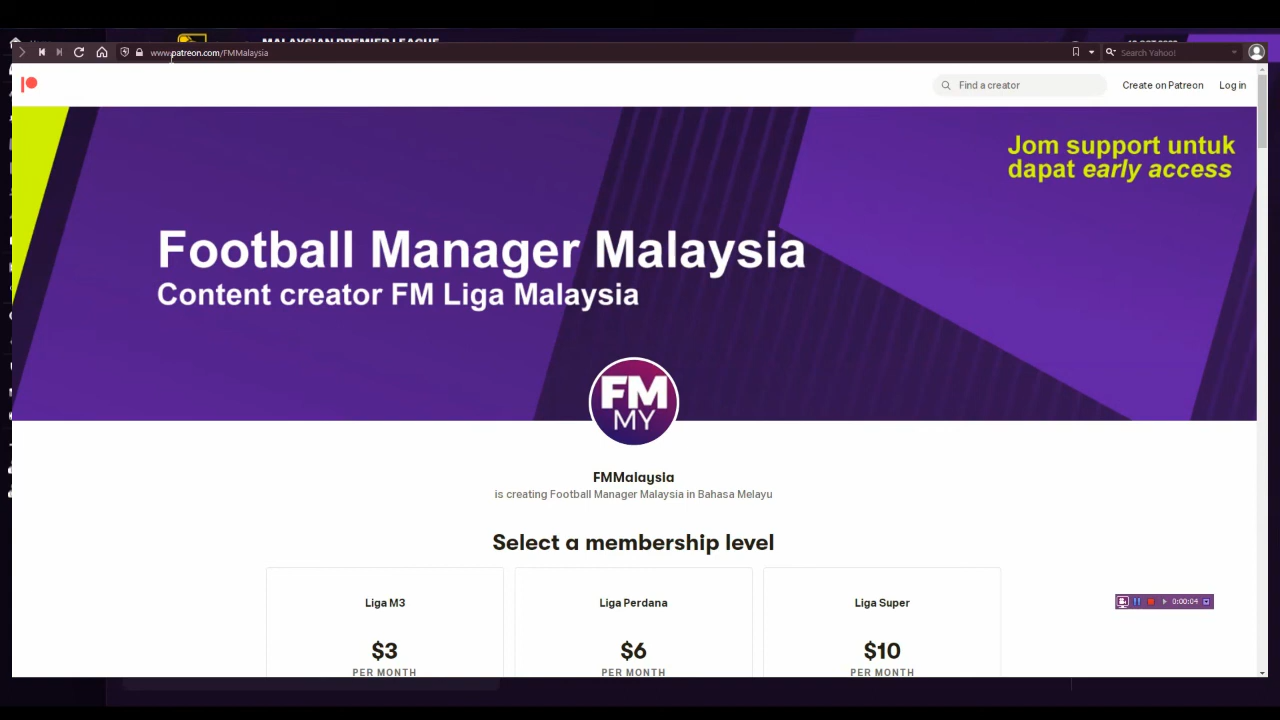 MALAYSIAN PREMIER LEAGUE
www.patreon.com/FMMalaysia
Search Yahoo!
Find a creator
Create on Patreon
Log in
Jom support untuk
dapat early access
Football Manager Malaysia
Content creator FM Liga Malaysia
FM
MY
FMMalaysia
is creating Football Manager Malaysia in Bahasa Melayu
Select a membership level
Liga M3
Liga Perdana
Liga Super
0:00:04
$3
$6
$10
PER MONTH
PER MONTH
PER MONTH